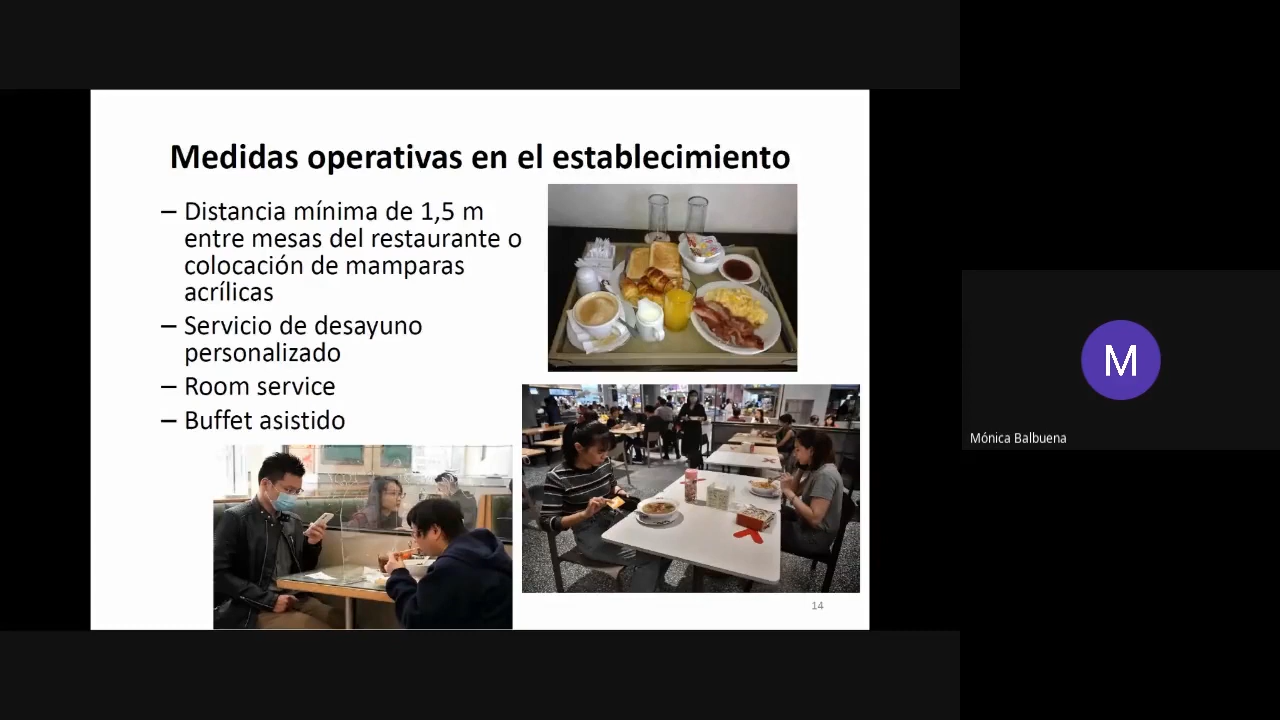 Medidas operativas en el establecimiento
– Distancia mínima de 1,5 m
entre mesas del restaurante o
colocación de mamparas
acrílicas
– Servicio de desayuno
personalizado
– Room service
– Buffet asistido
14
M
Mónica Balbuena